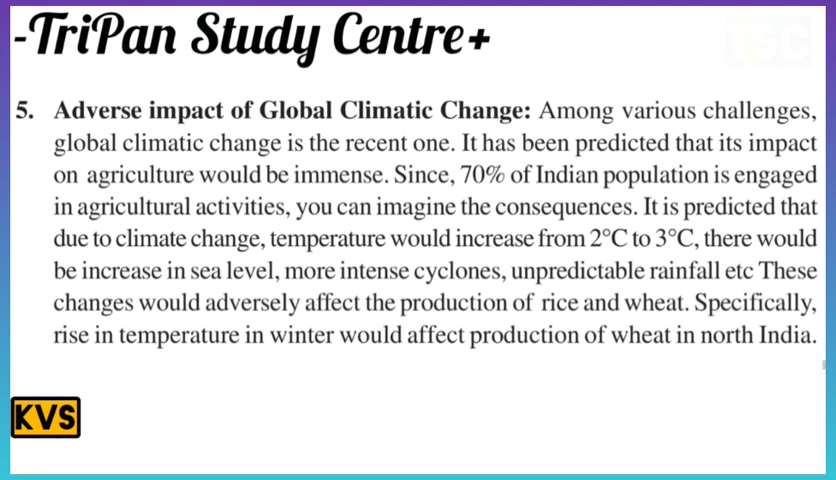 -TriPan Study Centre+
TSC
5. Adverse impact of Global Climatic Change: Among various challenges,
global climatic change is the recent one. It has been predicted that its impact
on agriculture would be immense. Since, 70% of Indian population is engaged
in agricultural activities, you can imagine the consequences. It is predicted that
due to climate change, temperature would increase from 2°C to 3°C, there would
be increase in sea level, more intense cyclones, unpredictable rainfall etc These
changes would adversely affect the production of rice and wheat. Specifically,
rise in temperature in winter would affect production of wheat in north India.
KVS